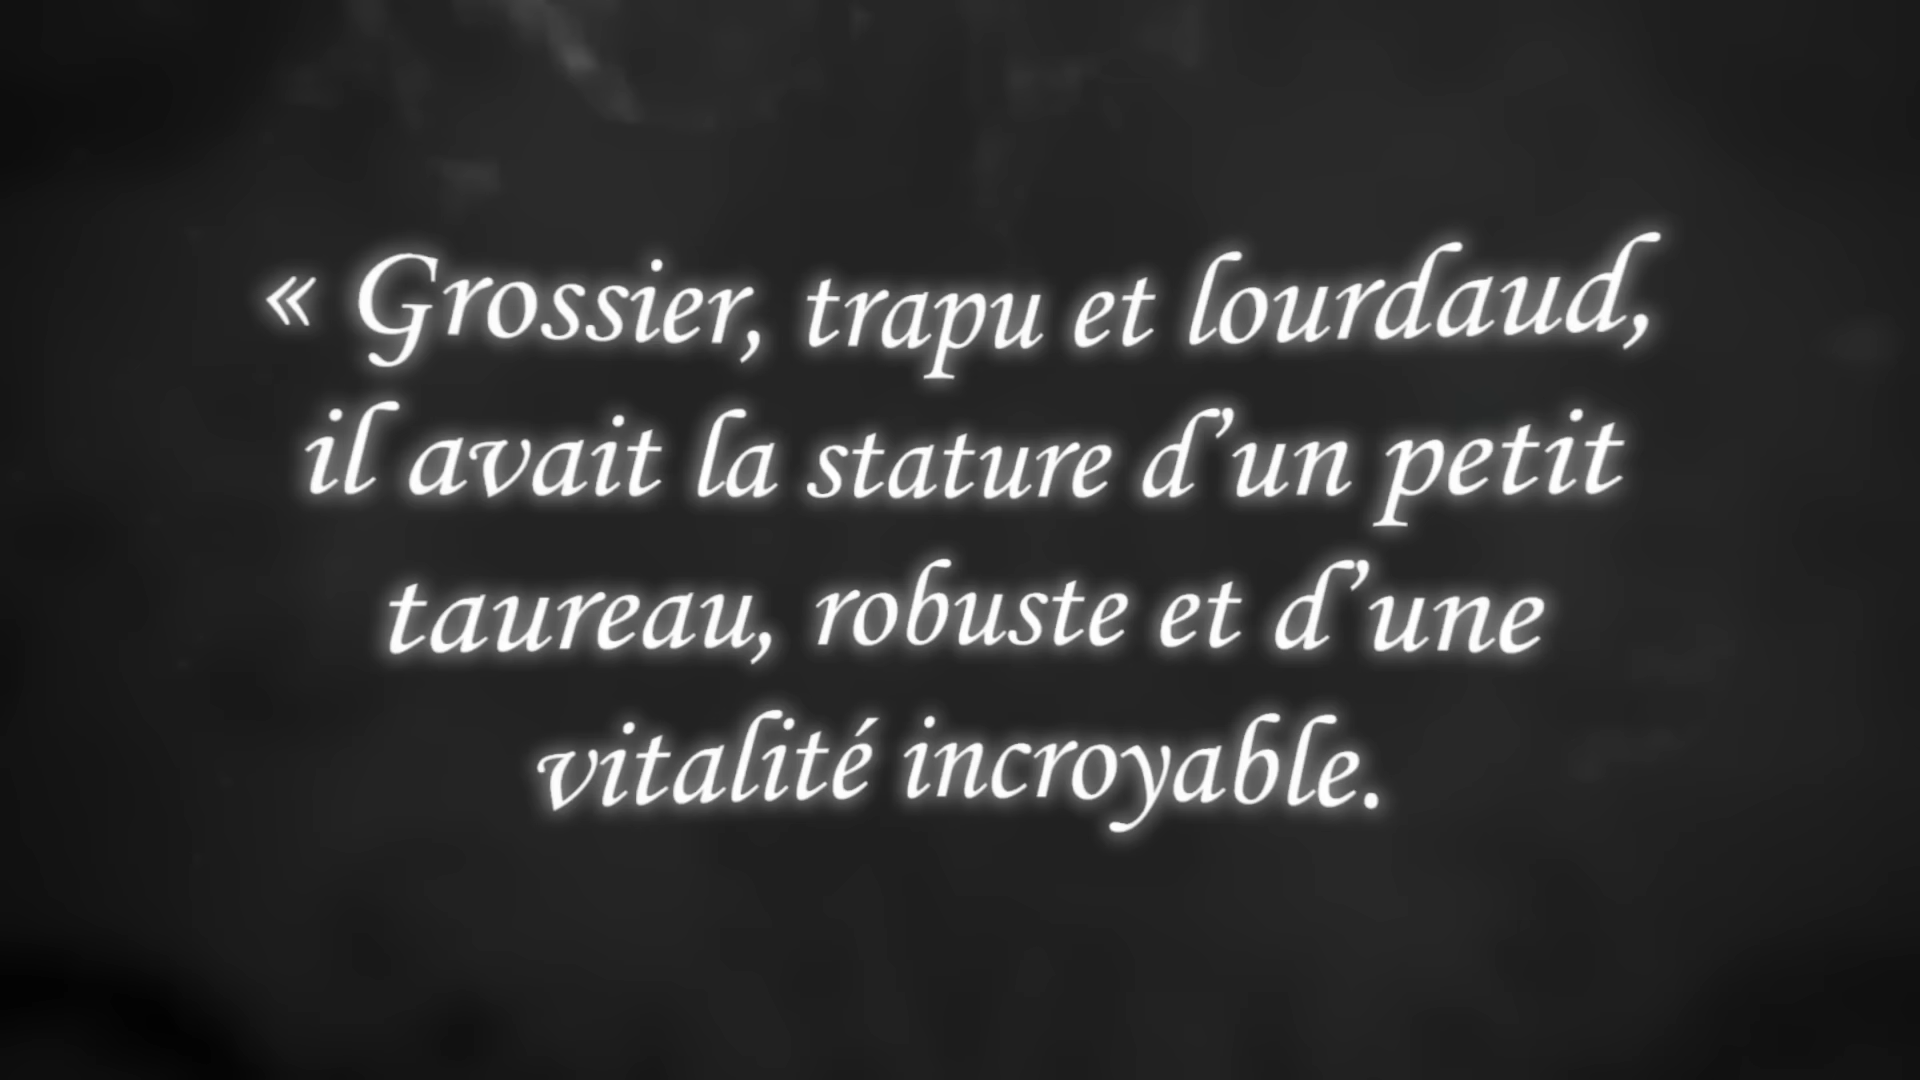 « Grossier, trapu et lourdaud,
il avait la stature d’un petit
taureau, robuste et d’une
vitalité incroyable.